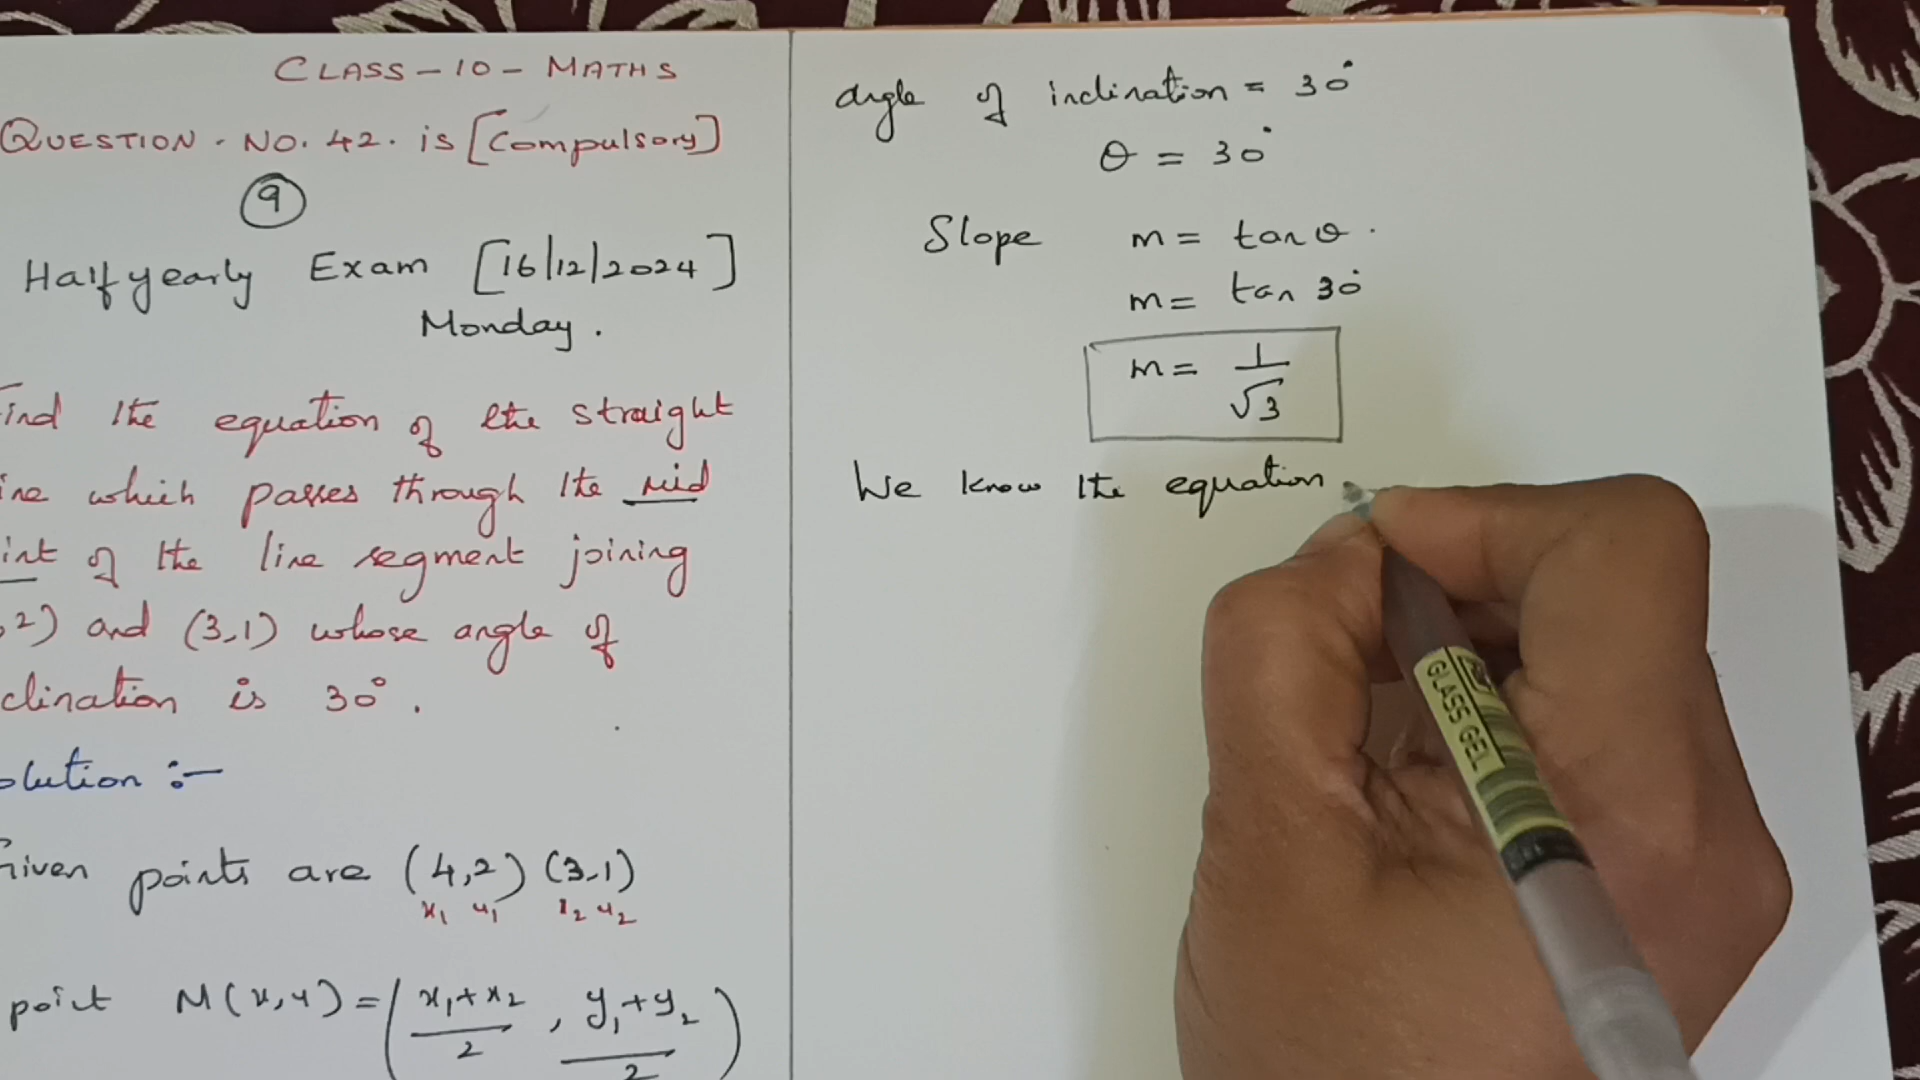 CLASS - 10 - MATHS
QUESTION - NO. 42. is [Compulsory]
9
Half yearly Exam [16/12/2024]
Monday.
Find the equation of the straight
ine which passes through the mid
int of the line segment joining
,2) and (3,1) whose angle of
clination is 30°.
olution :-
Given points are (4,2) (3,1)
x₁ y₁ x₂ y₂
point M(x,y) = (x₁+x₂/2, y₁+y₂/2)
angle of inclination = 30°
θ = 30°
Slope m = tan θ.
m = tan 30°
m = 1/√3
We know the equation
GLASS GEL